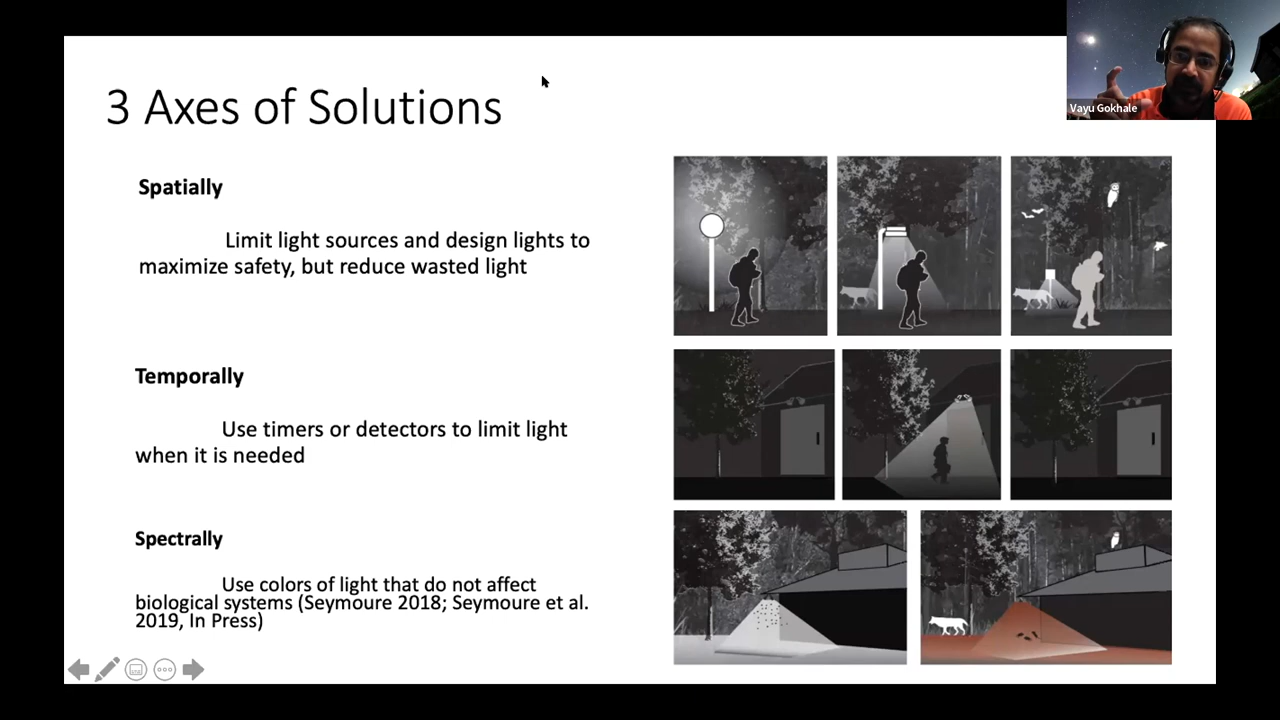 3 Axes of Solutions
Vayu Gokhale
Spatially
Limit light sources and design lights to
maximize safety, but reduce wasted light
Temporally
Use timers or detectors to limit light
when it is needed
Spectrally
Use colors of light that do not affect
biological systems (Seymoure 2018; Seymoure et al.
2019, In Press)